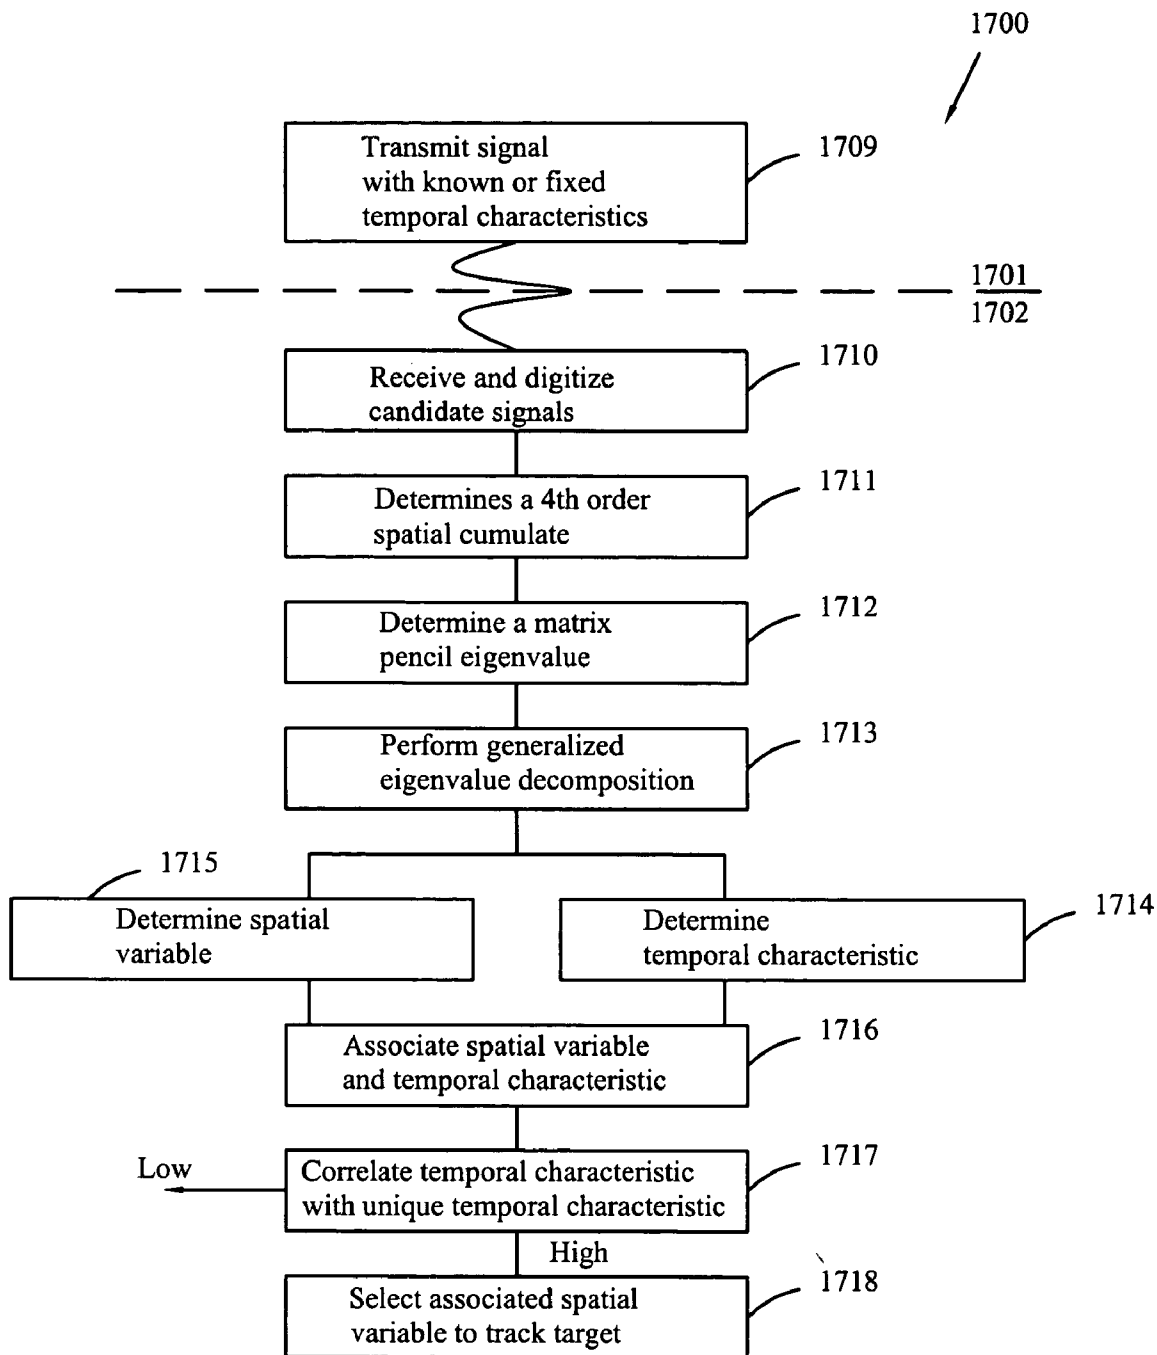 1700
Transmit signal
with known or fixed
temporal characteristics
1709
1701
1702
Receive and digitize
candidate signals
1710
Determines a 4th order
spatial cumulate
1711
Determine a matrix
pencil eigenvalue
1712
Perform generalized
eigenvalue decomposition
1713
1715
Determine spatial
variable
Determine
temporal characteristic
1714
Associate spatial variable
and temporal characteristic
1716
Low
Correlate temporal characteristic
with unique temporal characteristic
1717
High
Select associated spatial
variable to track target
1718